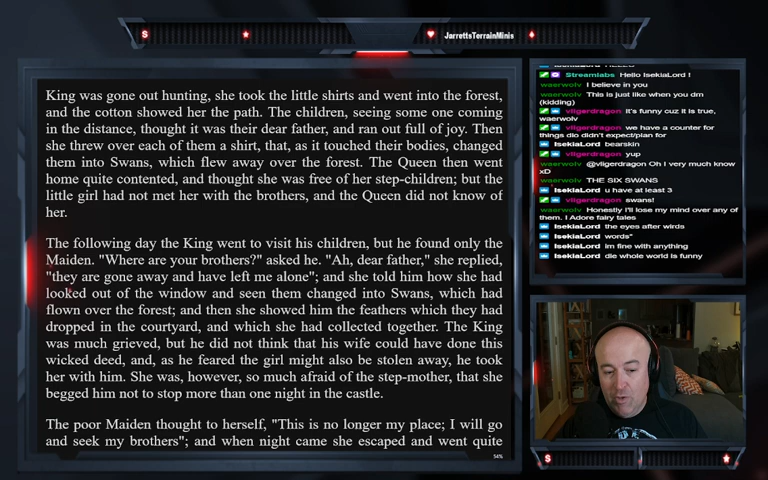 JarrettsTerrainMinis
King was gone out hunting, she took the little shirts and went into the forest,
and the cotton showed her the path. The children, seeing some one coming
in the distance, thought it was their dear father, and ran out full of joy. Then
she threw over each of them a shirt, that, as it touched their bodies, changed
them into Swans, which flew away over the forest. The Queen then went
home quite contented, and thought she was free of her step-children; but the
little girl had not met her with the brothers, and the Queen did not know of
her.
The following day the King went to visit his children, but he found only the
Maiden. "Where are your brothers?" asked he. "Ah, dear father," she replied,
"they are gone away and have left me alone"; and she told him how she had
looked out of the window and seen them changed into Swans, which had
flown over the forest; and then she showed him the feathers which they had
dropped in the courtyard, and which she had collected together. The King
was much grieved, but he did not think that his wife could have done this
wicked deed, and, as he feared the girl might also be stolen away, he took
her with him. She was, however, so much afraid of the step-mother, that she
begged him not to stop more than one night in the castle.
The poor Maiden thought to herself, "This is no longer my place; I will go
and seek my brothers"; and when night came she escaped and went quite
54%
Streamlabs Hello IsekiaLord !
waerwolv I believe in you
waerwolv This is just like when you dm
(kidding)
vligerdragon it's funny cuz it is true,
waerwolv
vligerdragon we have a counter for
things dio didn't expect/plan for
IsekiaLord bearskin
vligerdragon yup
waerwolv @vligerdragon Oh I very much know
xD
waerwolv THE SIX SWANS
IsekiaLord u have at least 3
vligerdragon swans!
waerwolv Honestly I'll lose my mind over any of
them. I Adore fairy tales
IsekiaLord the eyes after wirds
IsekiaLord words*
IsekiaLord im fine with anything
IsekiaLord die whole world is funny